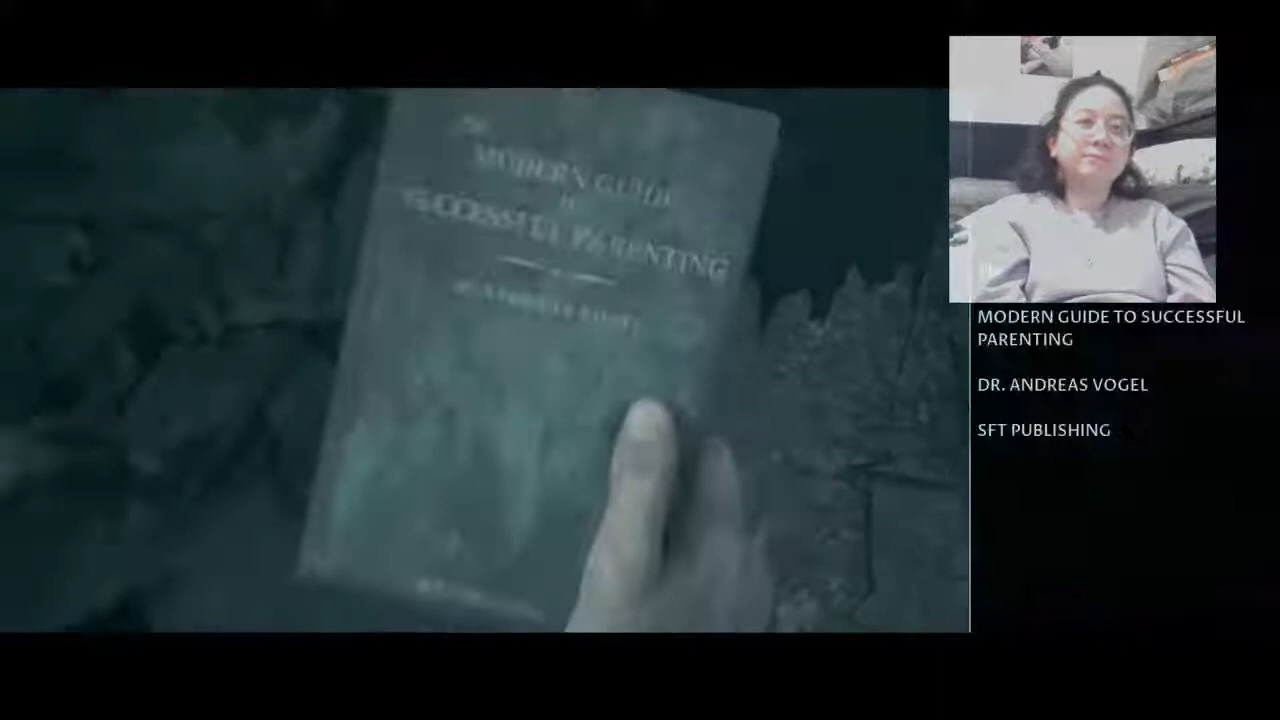 MODERN GUIDE
SUCCESSFUL PARENTING
MODERN GUIDE TO SUCCESSFUL
PARENTING
DR. ANDREAS VOGEL
SFT PUBLISHING